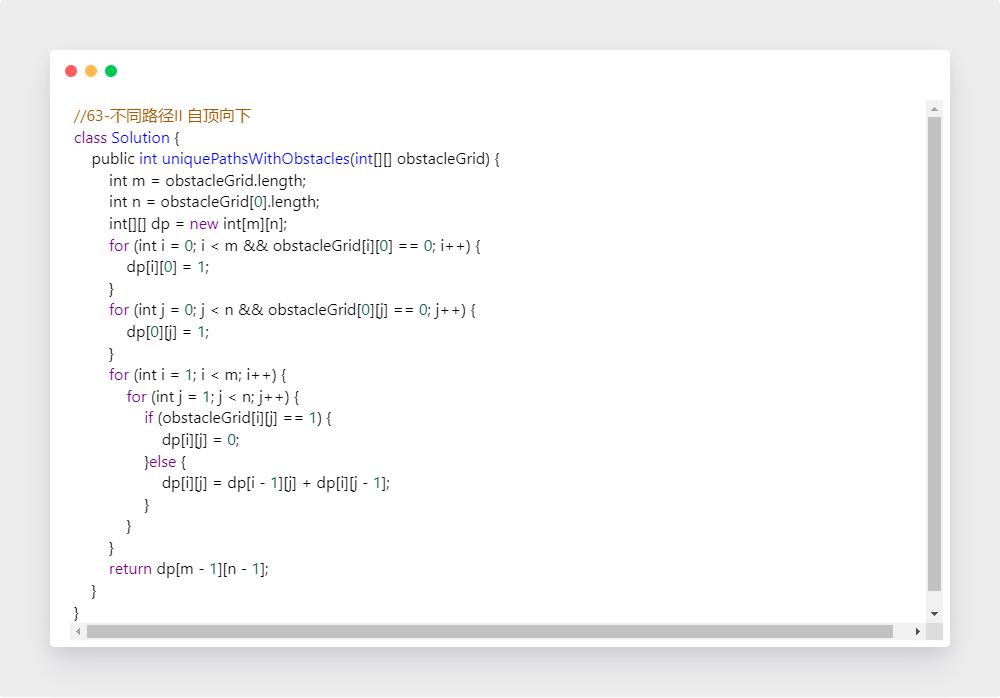 //63-不同路径II 自顶向下
class Solution {
    public int uniquePathsWithObstacles(int[][] obstacleGrid) {
        int m = obstacleGrid.length;
        int n = obstacleGrid[0].length;
        int[][] dp = new int[m][n];
        for (int i = 0; i < m && obstacleGrid[i][0] == 0; i++) {
            dp[i][0] = 1;
        }
        for (int j = 0; j < n && obstacleGrid[0][j] == 0; j++) {
            dp[0][j] = 1;
        }
        for (int i = 1; i < m; i++) {
            for (int j = 1; j < n; j++) {
                if (obstacleGrid[i][j] == 1) {
                    dp[i][j] = 0;
                }else {
                    dp[i][j] = dp[i - 1][j] + dp[i][j - 1];
                }
            }
        }
        return dp[m - 1][n - 1];
    }
}